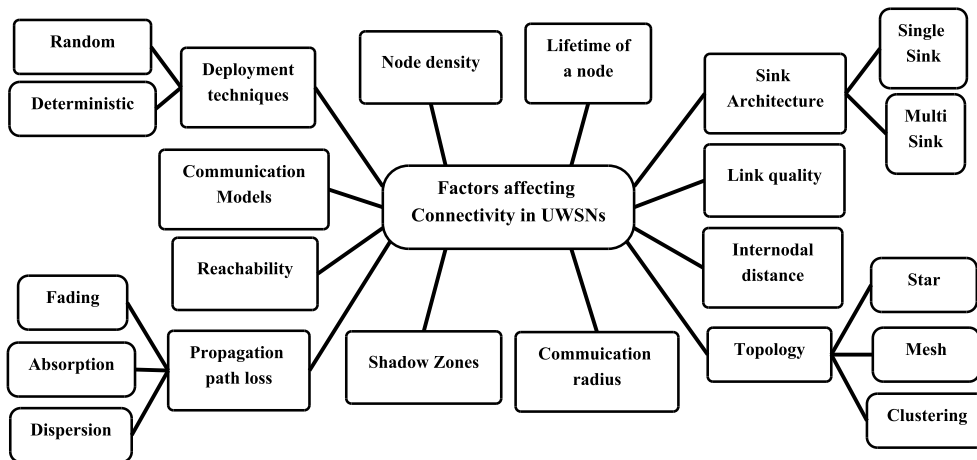 Random
Deterministic
Deployment
techniques
Node density
Lifetime of
a node
Sink
Architecture
Single
Sink
Multi
Sink
Communication
Models
Factors affecting
Connectivity in UWSNs
Link quality
Reachability
Internodal
distance
Fading
Absorption
Dispersion
Propagation
path loss
Shadow Zones
Commuication
radius
Topology
Star
Mesh
Clustering